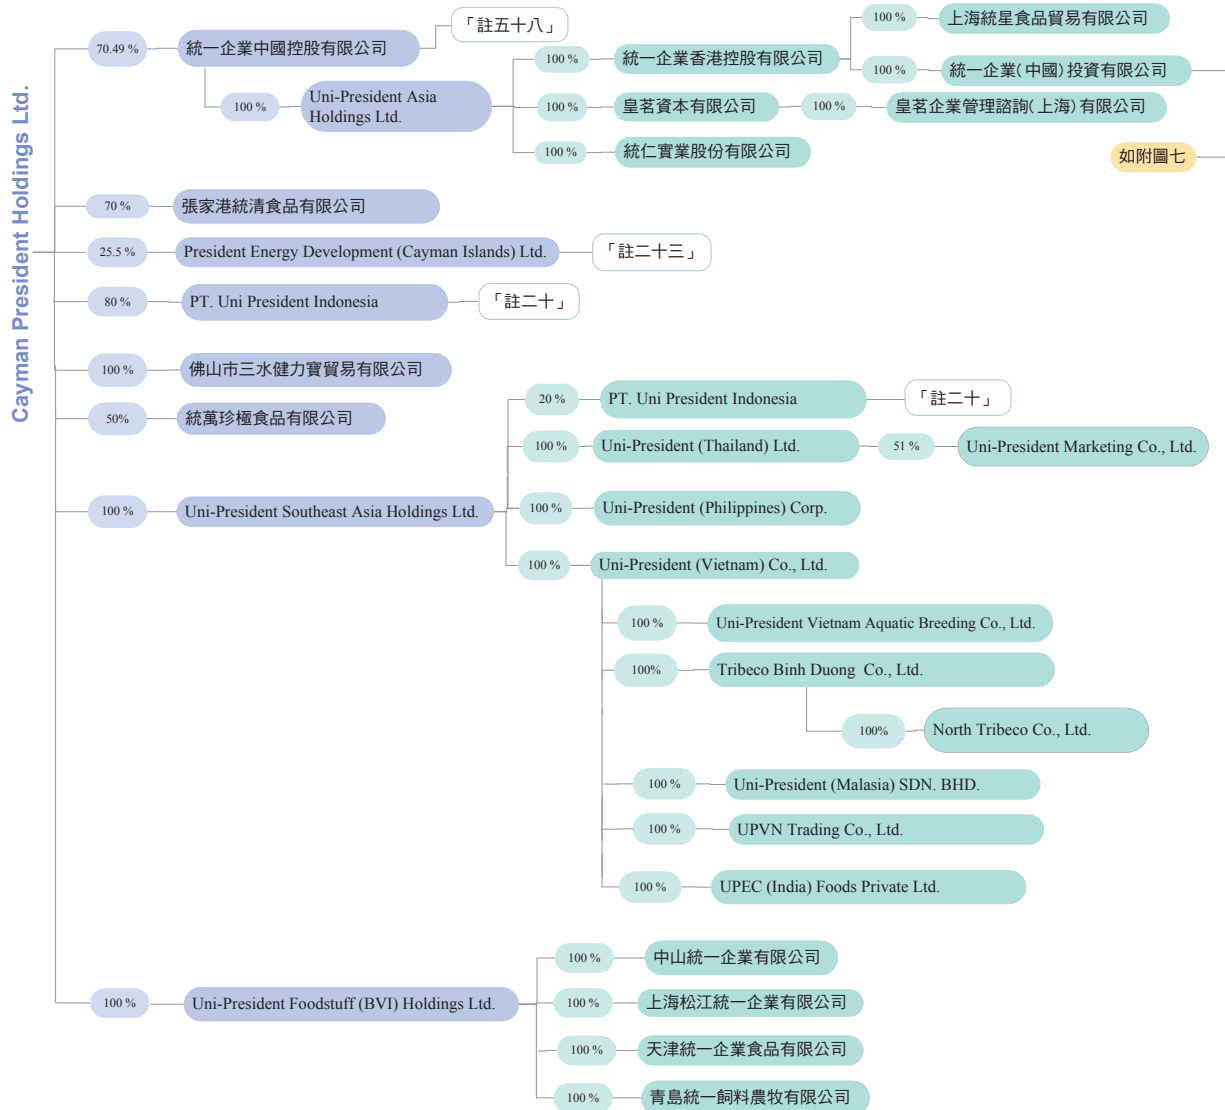 Cayman President Holdings Ltd.
70.49 %
統一企業中國控股有限公司
「註五十八」
100 %
Uni-President Asia
Holdings Ltd.
100 %
統一企業香港控股有限公司
100 %
上海統星食品貿易有限公司
100 %
統一企業(中國)投資有限公司
如附圖七
100 %
皇茗資本有限公司
100 %
皇茗企業管理諮詢(上海)有限公司
100 %
統仁實業股份有限公司
70 %
張家港統清食品有限公司
25.5 %
President Energy Development (Cayman Islands) Ltd.
「註二十三」
80 %
PT. Uni President Indonesia
「註二十」
100 %
佛山市三水健力寶貿易有限公司
50%
統萬珍極食品有限公司
100 %
Uni-President Southeast Asia Holdings Ltd.
20 %
PT. Uni President Indonesia
「註二十」
100 %
Uni-President (Thailand) Ltd.
51 %
Uni-President Marketing Co., Ltd.
100 %
Uni-President (Philippines) Corp.
100 %
Uni-President (Vietnam) Co., Ltd.
100 %
Uni-President Vietnam Aquatic Breeding Co., Ltd.
100%
Tribeco Binh Duong Co., Ltd.
100%
North Tribeco Co., Ltd.
100 %
Uni-President (Malasia) SDN. BHD.
100 %
UPVN Trading Co., Ltd.
100 %
UPEC (India) Foods Private Ltd.
100 %
Uni-President Foodstuff (BVI) Holdings Ltd.
100 %
中山統一企業有限公司
100 %
上海松江統一企業有限公司
100 %
天津統一企業食品有限公司
100 %
青島統一飼料農牧有限公司